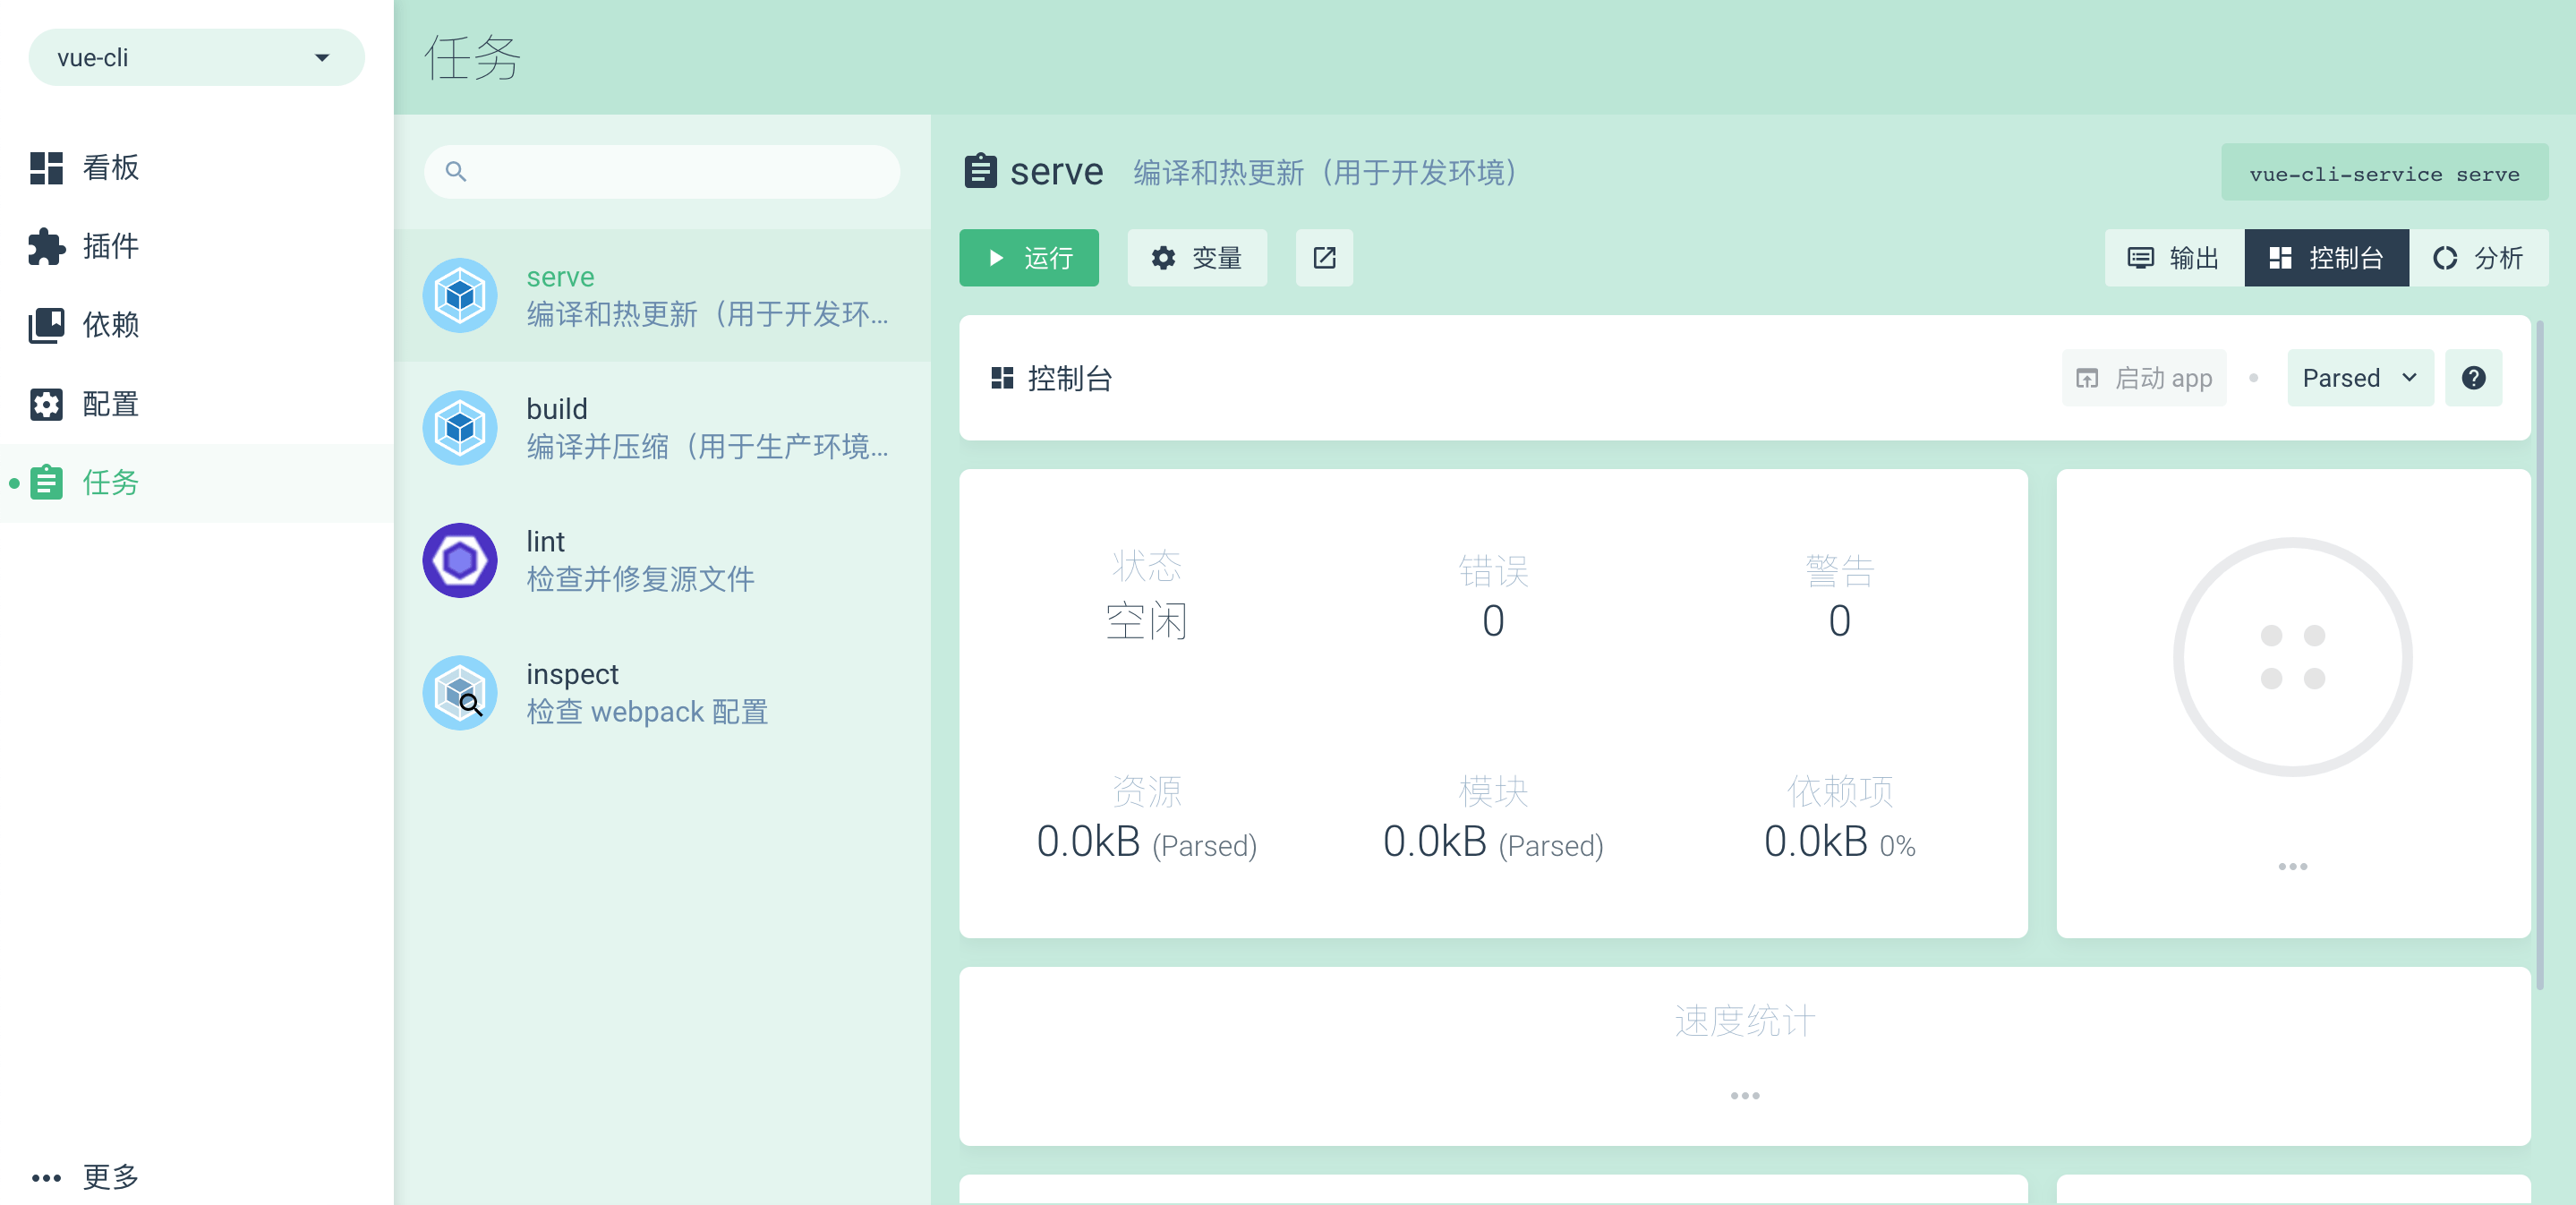 vue-cli
看板
插件
依赖
配置
任务
更多
任务
serve
编译和热更新（用于开发环...
build
编译并压缩（用于生产环境...
lint
检查并修复源文件
inspect
检查 webpack 配置
serve 编译和热更新（用于开发环境）
vue-cli-service serve
运行 变量
输出 控制台 分析
控制台
启动 app
Parsed
状态 错误 警告
空闲 0 0
资源 模块 依赖项
0.0kB (Parsed) 0.0kB (Parsed) 0.0kB 0%
速度统计